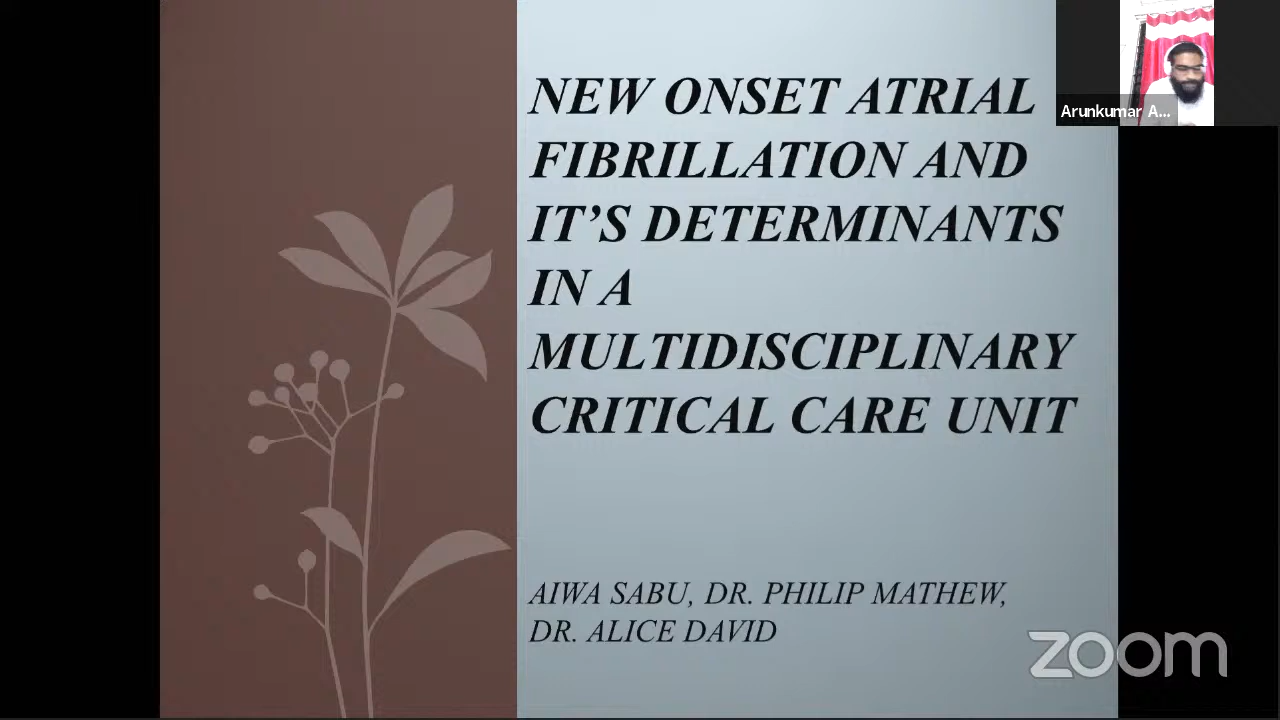 NEW ONSET ATRIAL
FIBRILLATION AND
IT'S DETERMINANTS
IN A
MULTIDISCIPLINARY
CRITICAL CARE UNIT
AIWA SABU, DR. PHILIP MATHEW,
DR. ALICE DAVID
Arunkumar A...
zoom